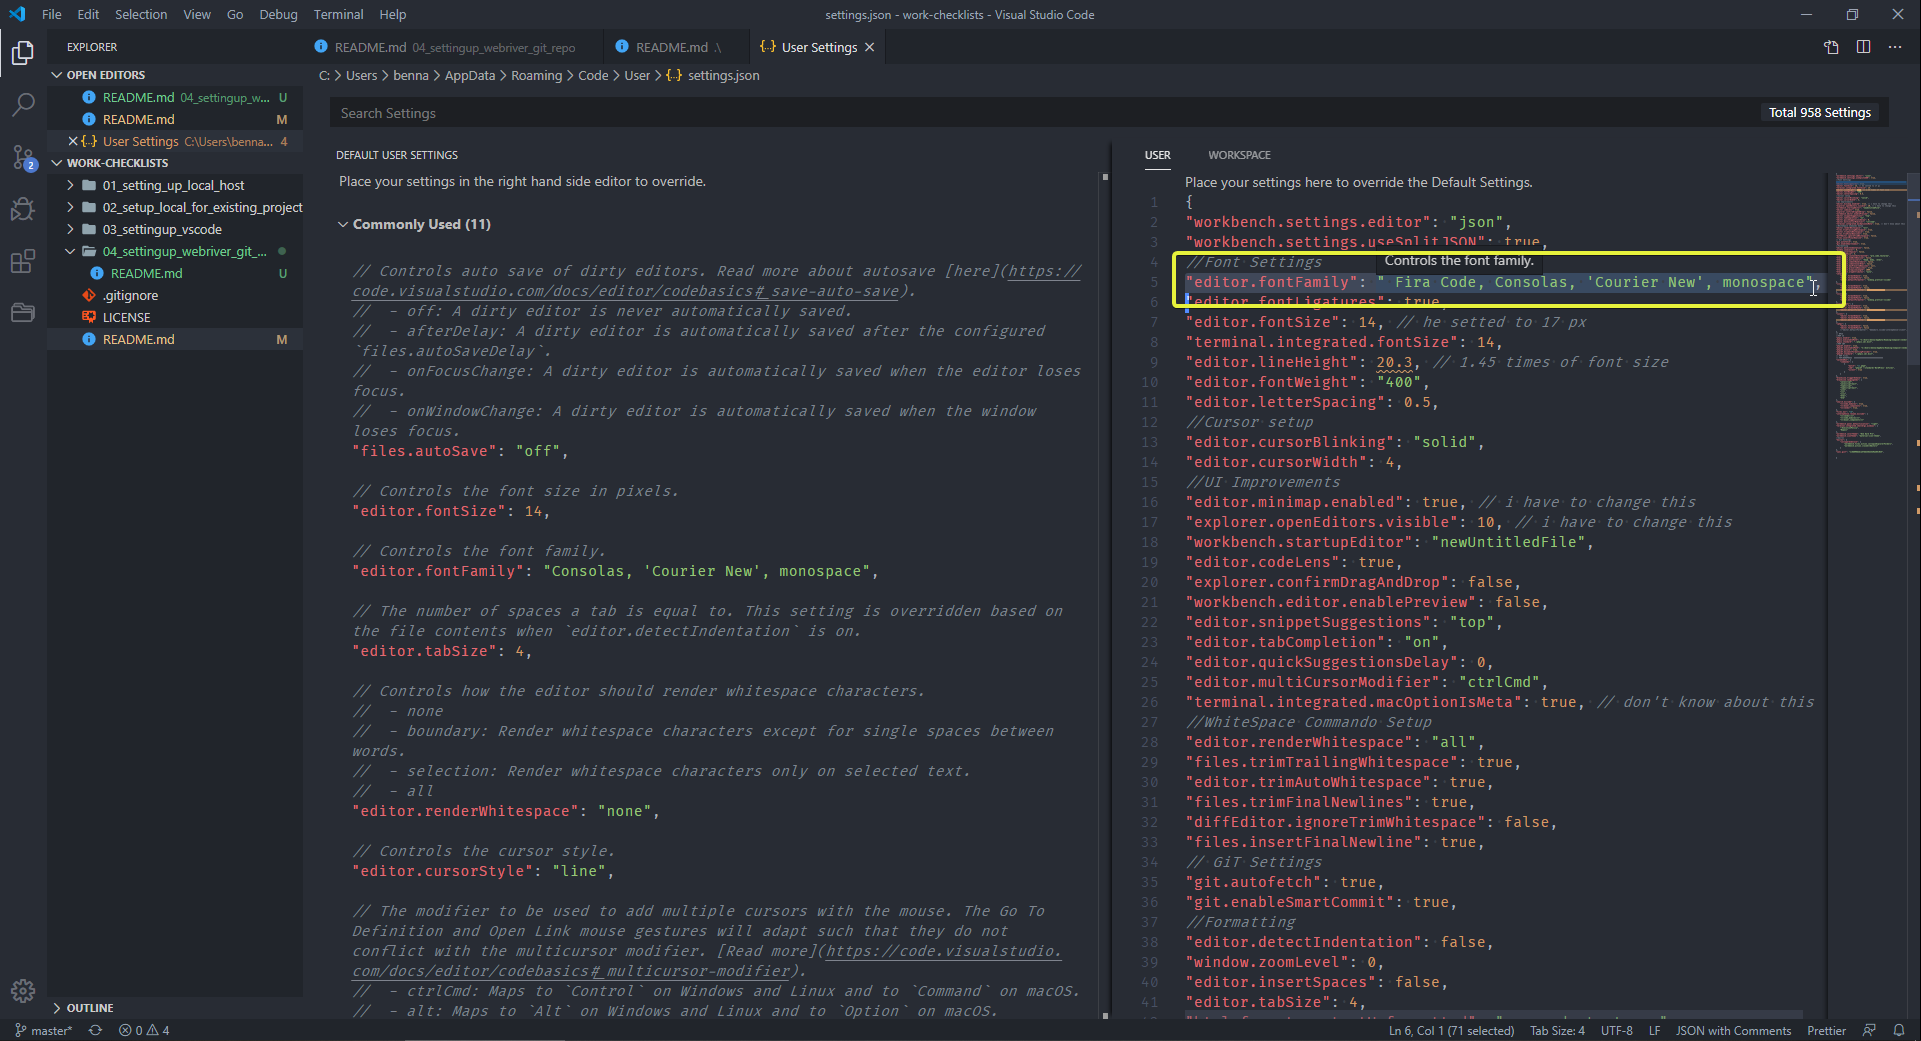 File Edit Selection View Go Debug Terminal Help
settings.json - work-checklists - Visual Studio Code
EXPLORER
OPEN EDITORS
README.md 04_settingup_w... U
README.md M
User Settings C:\Users\benna... 4
WORK-CHECKLISTS
01_setting_up_local_host
02_setup_local_for_existing_project
03_settingup_vscode
04_settingup_webriver_git_...
README.md U
.gitignore
LICENSE
README.md M
OUTLINE
2
README.md 04_settingup_webriver_git_repo
README.md .\
{..} User Settings
C: > Users > benna > AppData > Roaming > Code > User > {..} settings.json
Search Settings
Total 958 Settings
DEFAULT USER SETTINGS
Place your settings in the right hand side editor to override.
Commonly Used (11)
// Controls auto save of dirty editors. Read more about autosave [here](https://
code.visualstudio.com/docs/editor/codebasics#_save-auto-save).
//  - off: A dirty editor is never automatically saved.
//  - afterDelay: A dirty editor is automatically saved after the configured
`files.autoSaveDelay`.
//  - onFocusChange: A dirty editor is automatically saved when the editor loses
focus.
//  - onWindowChange: A dirty editor is automatically saved when the window
loses focus.
"files.autoSave": "off",
// Controls the font size in pixels.
"editor.fontSize": 14,
// Controls the font family.
"editor.fontFamily": "Consolas, 'Courier New', monospace",
// The number of spaces a tab is equal to. This setting is overridden based on
the file contents when `editor.detectIndentation` is on.
"editor.tabSize": 4,
// Controls how the editor should render whitespace characters.
//  - none
//  - boundary: Render whitespace characters except for single spaces between
words.
//  - selection: Render whitespace characters only on selected text.
//  - all
"editor.renderWhitespace": "none",
// Controls the cursor style.
"editor.cursorStyle": "line",
// The modifier to be used to add multiple cursors with the mouse. The Go To
Definition and Open Link mouse gestures will adapt such that they do not
conflict with the multicursor modifier. [Read more](https://code.visualstudio.
com/docs/editor/codebasics#_multicursor-modifier).
//  - ctrlCmd: Maps to `Control` on Windows and Linux and to `Command` on macOS.
//  - alt: Maps to `Alt` on Windows and Linux and to `Option` on macOS.
USER WORKSPACE
Place your settings here to override the Default Settings.
1 {
2 "workbench.settings.editor": "json",
3 "workbench.settings.useSplitJSON": true,
4 //Font Settings
Controls the font family.
5 "editor.fontFamily": " Fira Code, Consolas, 'Courier New', monospace",
6 "editor.fontLigatures": true,
7 "editor.fontSize": 14, // he setted to 17 px
8 "terminal.integrated.fontSize": 14,
9 "editor.lineHeight": 20.3, // 1.45 times of font size
10 "editor.fontWeight": "400",
11 "editor.letterSpacing": 0.5,
12 //Cursor setup
13 "editor.cursorBlinking": "solid",
14 "editor.cursorWidth": 4,
15 //UI Improvements
16 "editor.minimap.enabled": true, // i have to change this
17 "explorer.openEditors.visible": 10, // i have to change this
18 "workbench.startupEditor": "newUntitledFile",
19 "editor.codeLens": true,
20 "explorer.confirmDragAndDrop": false,
21 "workbench.editor.enablePreview": false,
22 "editor.snippetSuggestions": "top",
23 "editor.tabCompletion": "on",
24 "editor.quickSuggestionsDelay": 0,
25 "editor.multiCursorModifier": "ctrlCmd",
26 "terminal.integrated.macOptionIsMeta": true, // don't know about this
27 //WhiteSpace Commando Setup
28 "editor.renderWhitespace": "all",
29 "files.trimTrailingWhitespace": true,
30 "editor.trimAutoWhitespace": true,
31 "files.trimFinalNewlines": true,
32 "diffEditor.ignoreTrimWhitespace": false,
33 "files.insertFinalNewline": true,
34 // GiT Settings
35 "git.autofetch": true,
36 "git.enableSmartCommit": true,
37 //Formatting
38 "editor.detectIndentation": false,
39 "window.zoomLevel": 0,
40 "editor.insertSpaces": false,
41 "editor.tabSize": 4,
master* 0 4
Ln 6, Col 1 (71 selected) Tab Size: 4 UTF-8 LF JSON with Comments Prettier